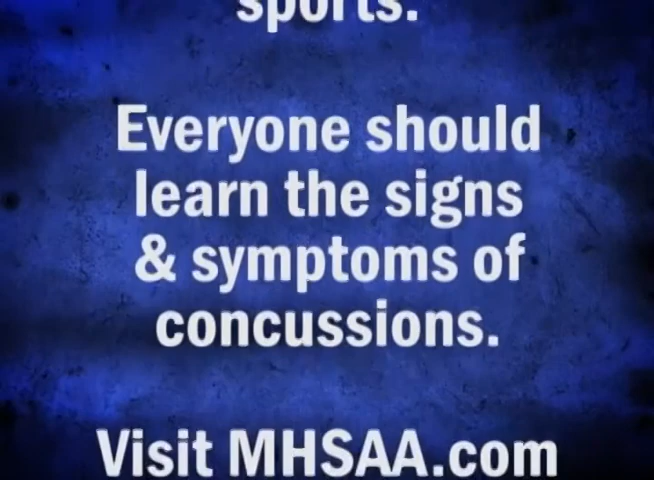 sports.
Everyone should
learn the signs
& symptoms of
concussions.
Visit MHSAA.com